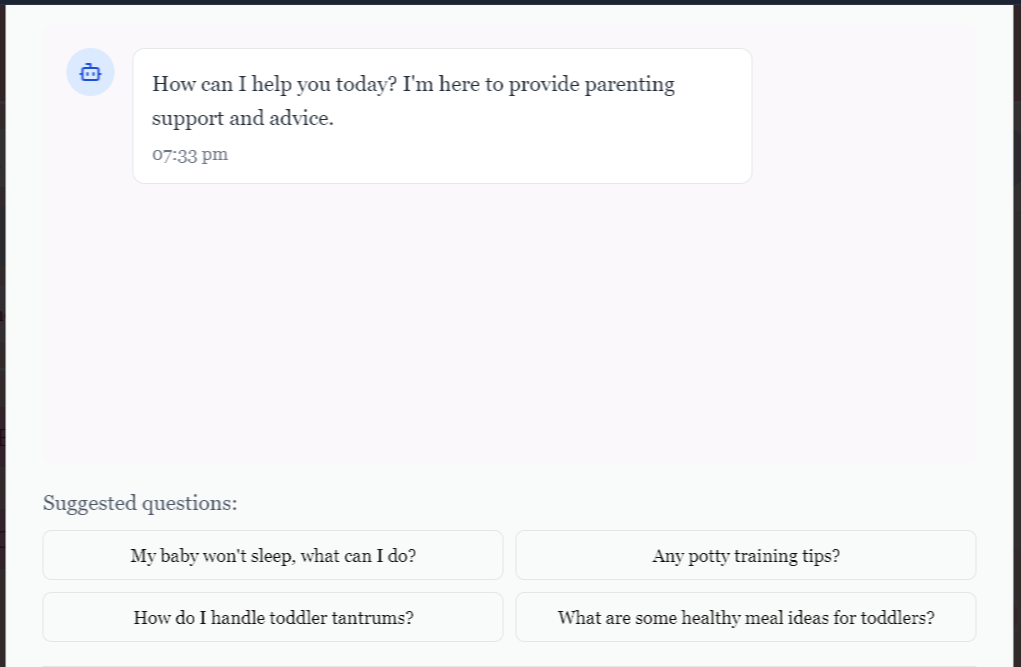 How can I help you today? I'm here to provide parenting
support and advice.
07:33 pm
Suggested questions:
My baby won't sleep, what can I do?
Any potty training tips?
How do I handle toddler tantrums?
What are some healthy meal ideas for toddlers?